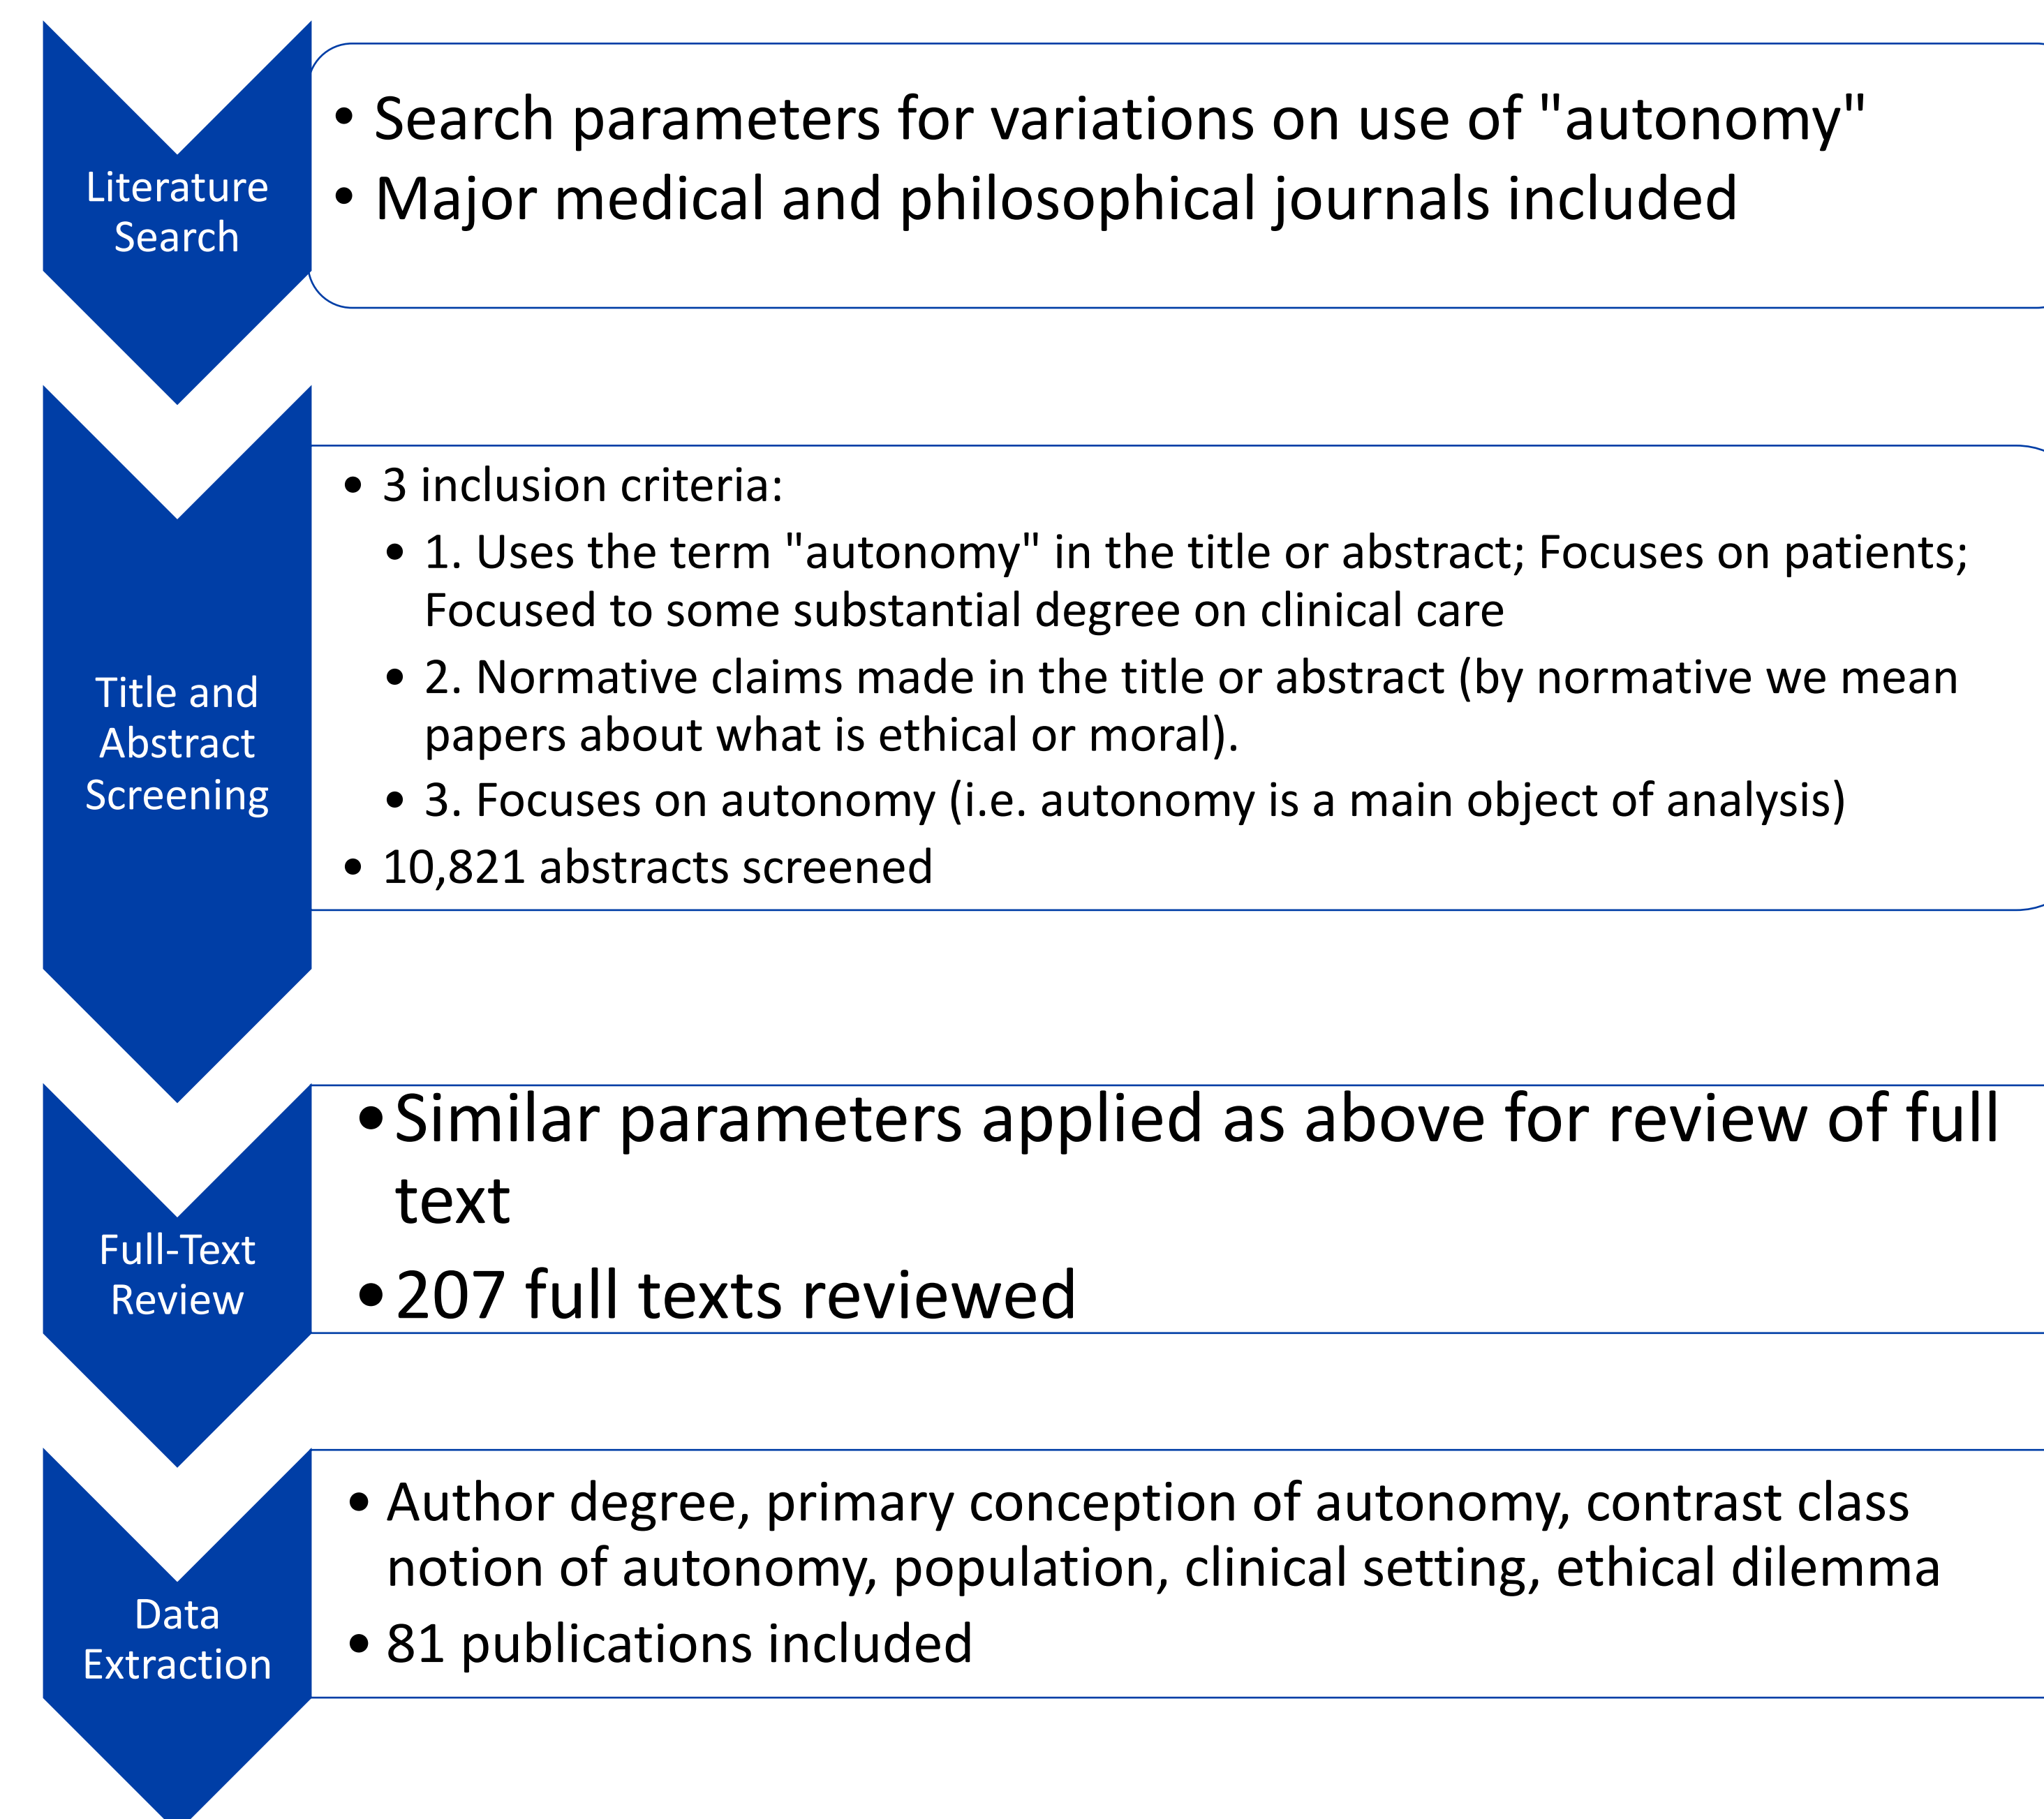 Literature
Search
• Search parameters for variations on use of "autonomy"
• Major medical and philosophical journals included
Title and
Abstract
Screening
• 3 inclusion criteria:
• 1. Uses the term "autonomy" in the title or abstract; Focuses on patients;
Focused to some substantial degree on clinical care
• 2. Normative claims made in the title or abstract (by normative we mean
papers about what is ethical or moral).
• 3. Focuses on autonomy (i.e. autonomy is a main object of analysis)
• 10,821 abstracts screened
Full-Text
Review
• Similar parameters applied as above for review of full
text
• 207 full texts reviewed
Data
Extraction
• Author degree, primary conception of autonomy, contrast class
notion of autonomy, population, clinical setting, ethical dilemma
• 81 publications included